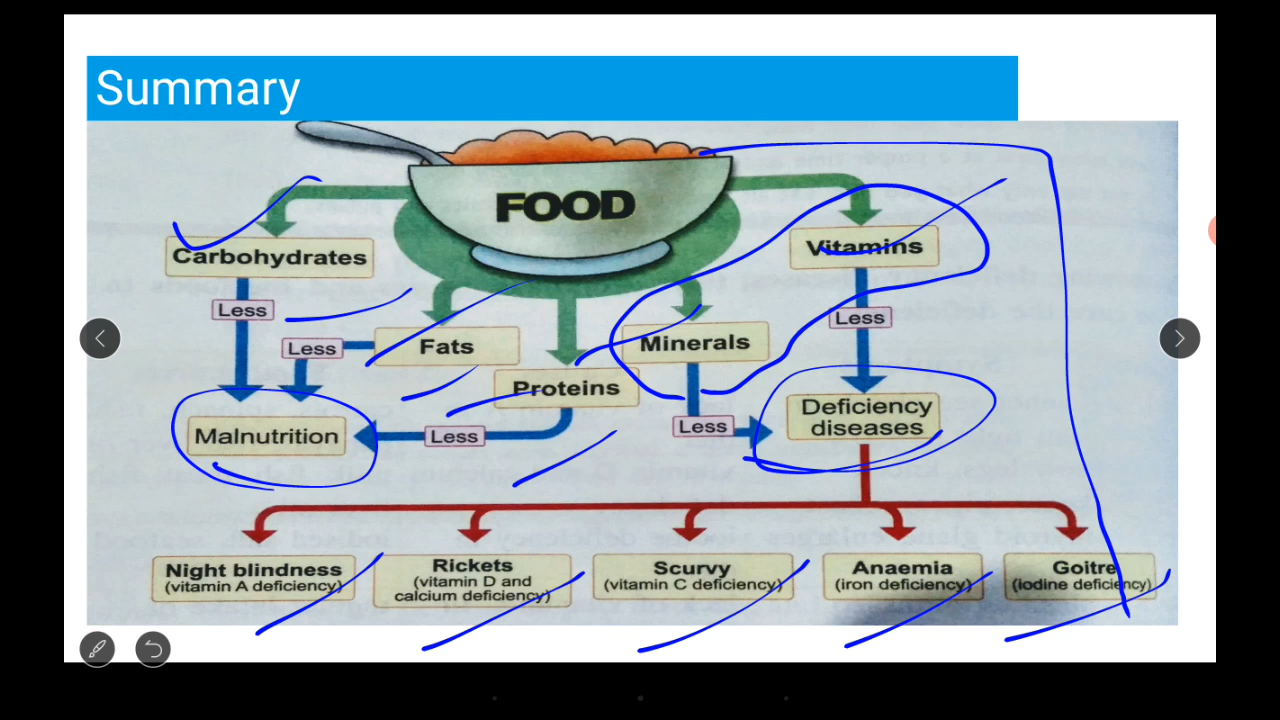 Summary
FOOD
Carbohydrates
Vitamins
Less
Less
Less
Fats
Minerals
Proteins
Malnutrition
Less
Less
Deficiency
diseases
Night blindness
(vitamin A deficiency)
Rickets
(vitamin D and
calcium deficiency)
Scurvy
(vitamin C deficiency)
Anaemia
(iron deficiency)
Goitre
(iodine deficiency)